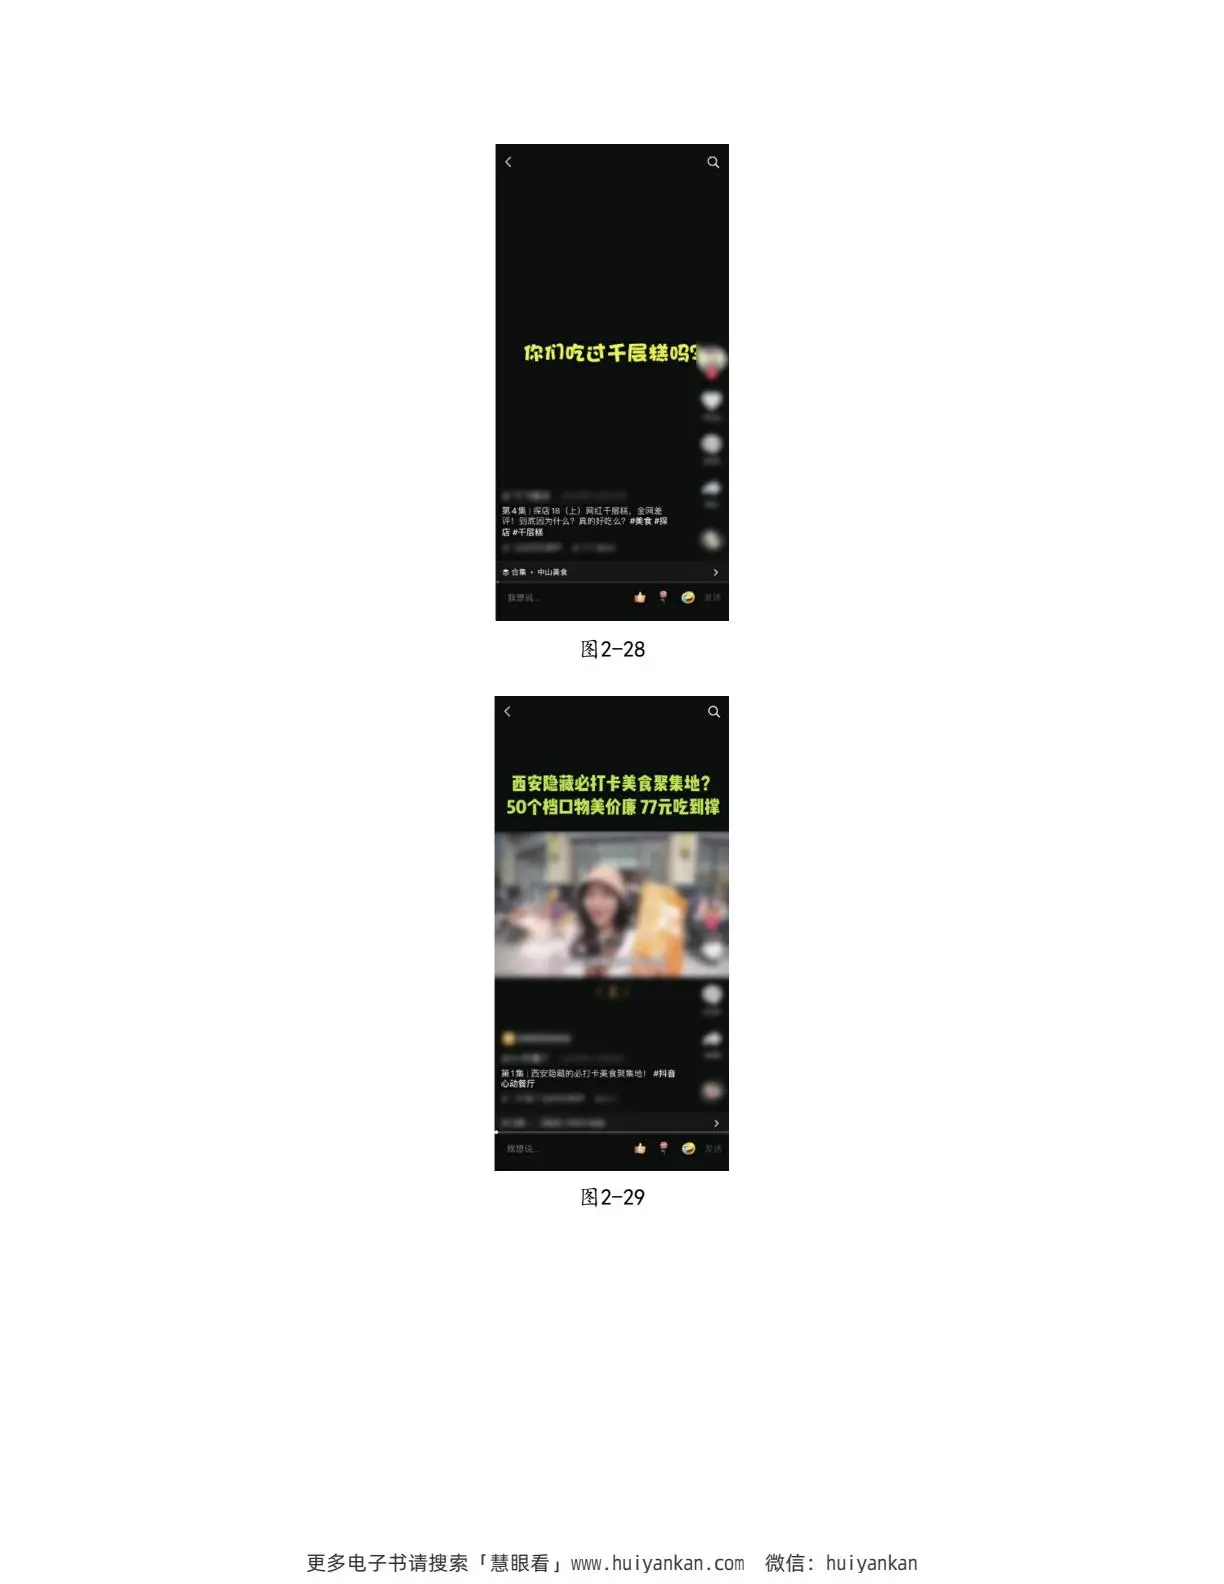 你们吃过千层糕吗?
第4集 | 探店18（上）网红千层糕，全网差
评！到底因为什么？真的好吃么？#美食 #探
店 #千层糕
合集 · 中山美食
我想说...
发送
图2-28
西安隐藏必打卡美食聚集地?
50个档口物美价廉 77元吃到撑
第1集 | 西安隐藏的必打卡美食聚集地！ #抖音
心动餐厅
我想说...
发送
图2-29
更多电子书请搜索「慧眼看」www.huiyankan.com 微信：huiyankan